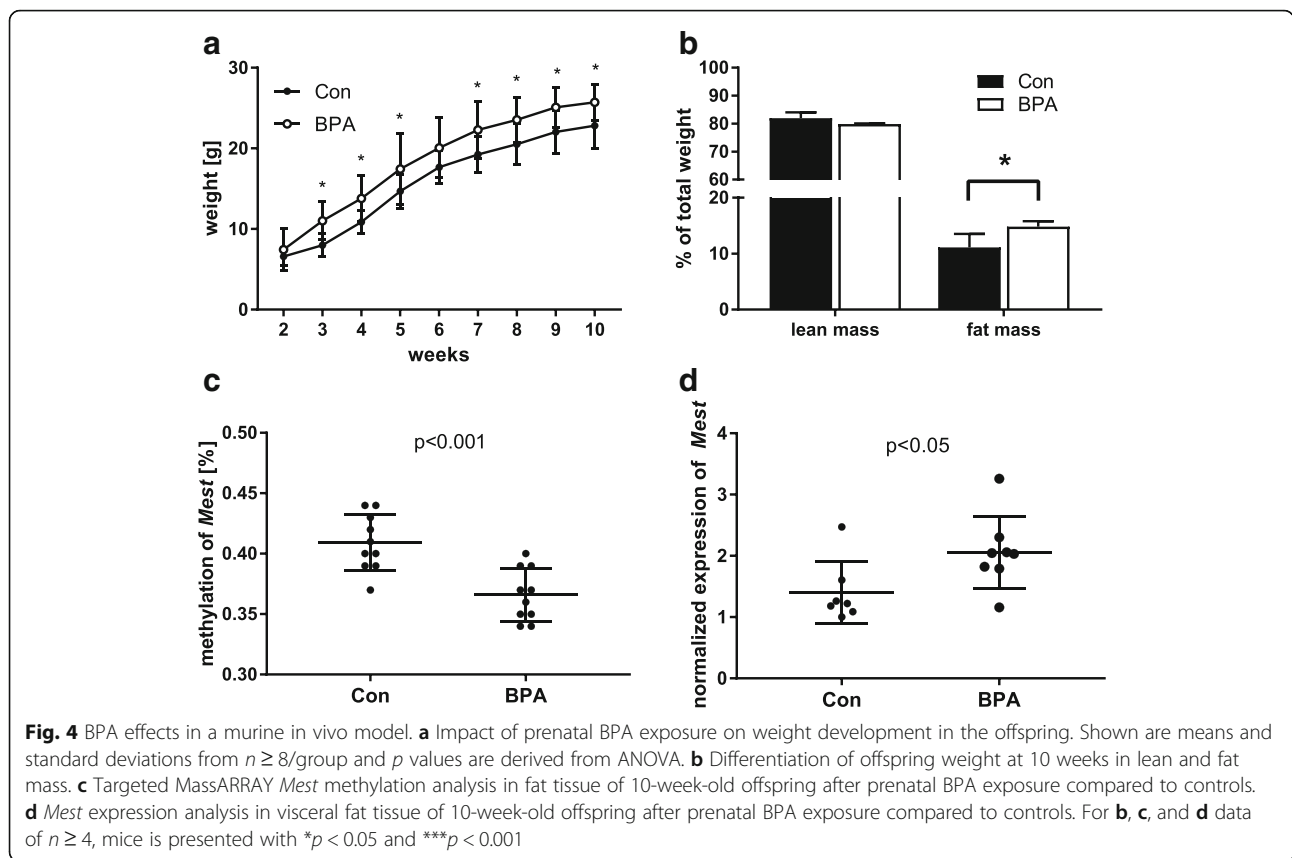 a
30
20
10
0
weight [g]
Con
BPA
* * * * * * *
2 3 4 5 6 7 8 9 10
weeks
b
100
90
80
70
60
20
10
0
% of total weight
Con
BPA
*
lean mass fat mass
c
0.50
0.45
0.40
0.35
0.30
methylation of Mest [%]
p<0.001
Con BPA
d
4
3
2
1
0
normalized expression of Mest
p<0.05
Con BPA
Fig. 4 BPA effects in a murine in vivo model. a Impact of prenatal BPA exposure on weight development in the offspring. Shown are means and
standard deviations from n ≥ 8/group and p values are derived from ANOVA. b Differentiation of offspring weight at 10 weeks in lean and fat
mass. c Targeted MassARRAY Mest methylation analysis in fat tissue of 10-week-old offspring after prenatal BPA exposure compared to controls.
d Mest expression analysis in visceral fat tissue of 10-week-old offspring after prenatal BPA exposure compared to controls. For b, c, and d data
of n ≥ 4, mice is presented with *p < 0.05 and ***p < 0.001